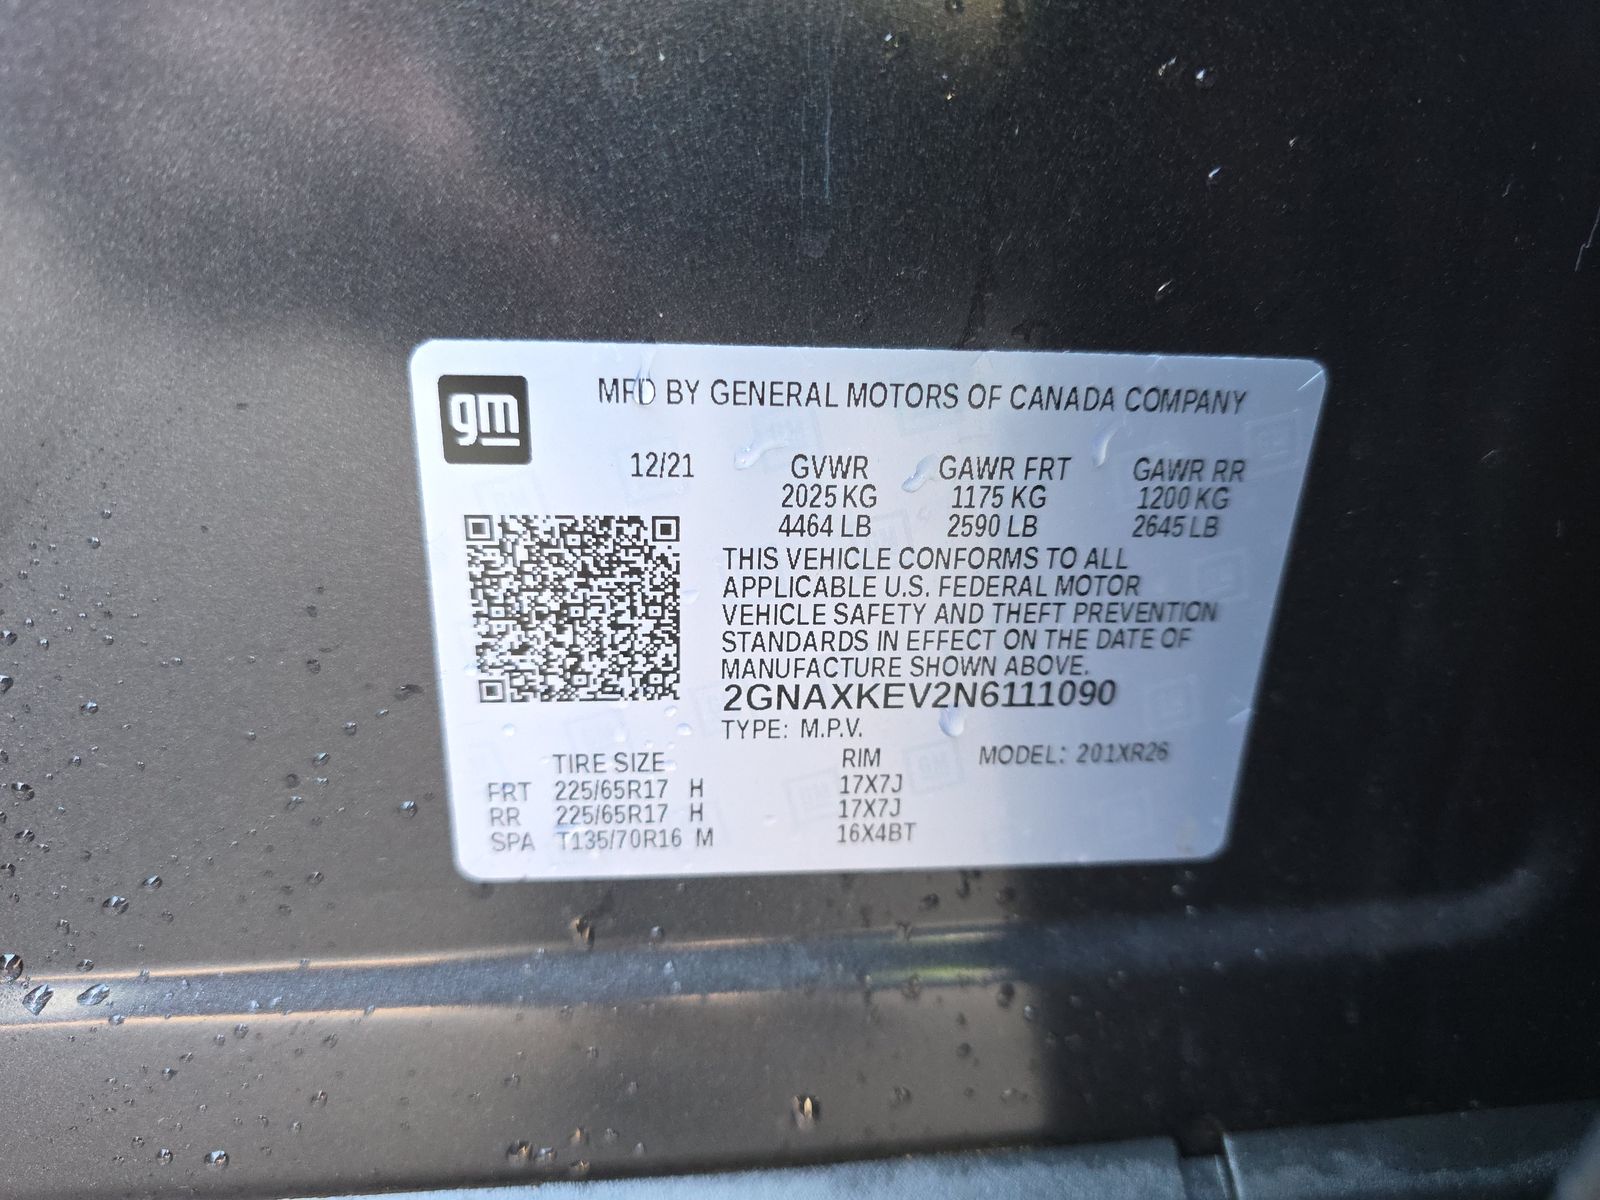 gm
MFD BY GENERAL MOTORS OF CANADA COMPANY
12/21 GVWR GAWR FRT GAWR RR
2025 KG 1175 KG 1200 KG
4464 LB 2590 LB 2645 LB
THIS VEHICLE CONFORMS TO ALL
APPLICABLE U.S. FEDERAL MOTOR
VEHICLE SAFETY AND THEFT PREVENTION
STANDARDS IN EFFECT ON THE DATE OF
MANUFACTURE SHOWN ABOVE.
2GNAXKEV2N6111090
TYPE: M.P.V.
TIRE SIZE RIM MODEL: 201XR26
FRT 225/65R17 H 17X7J
RR 225/65R17 H 17X7J
SPA T135/70R16 M 16X4BT